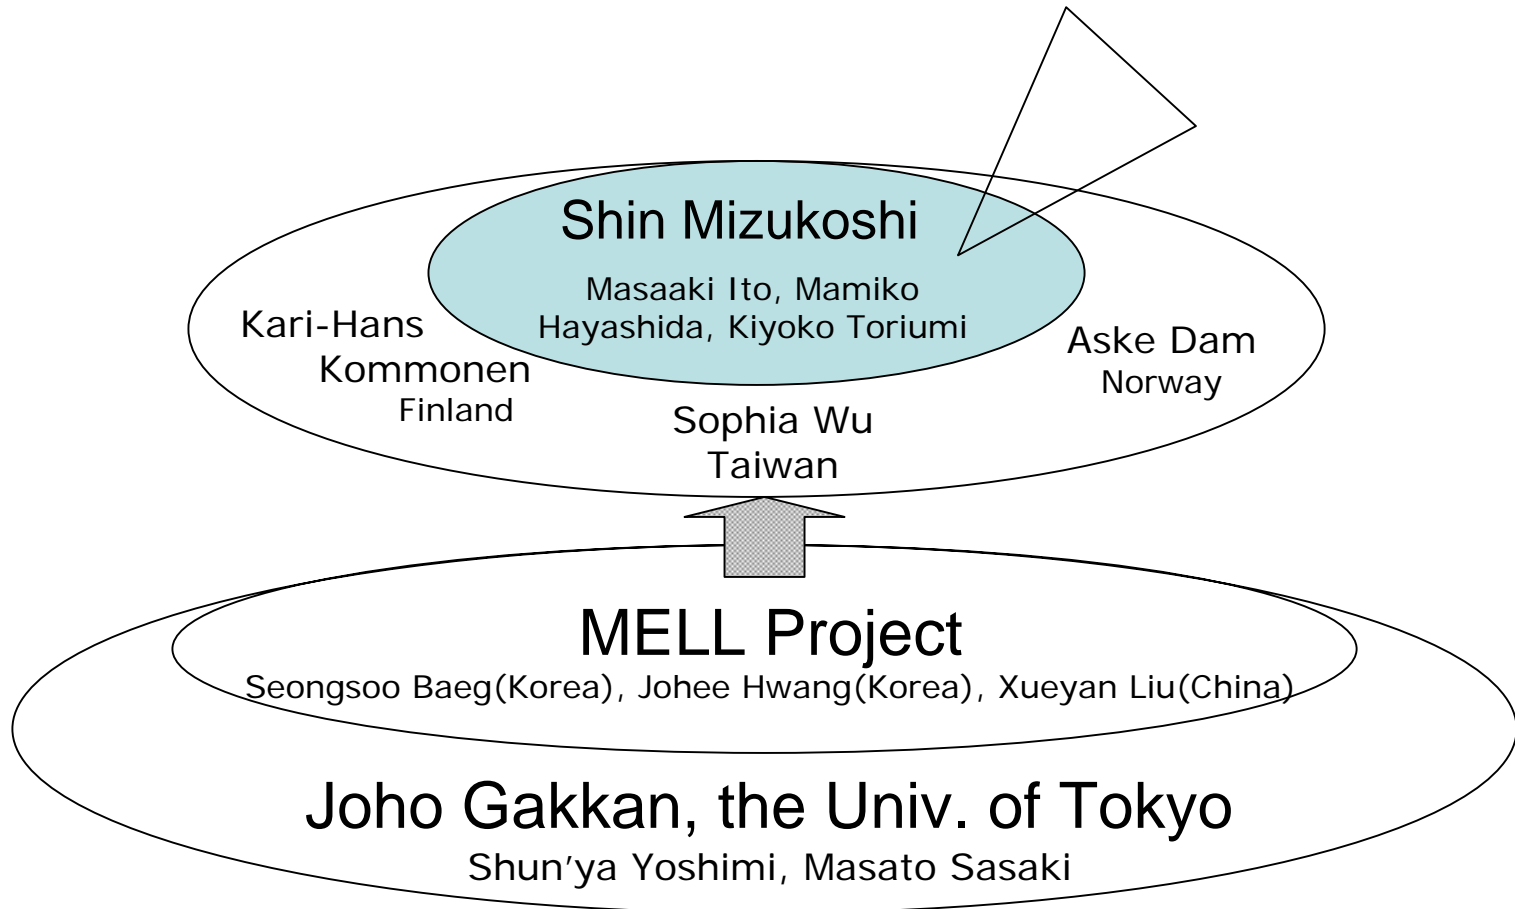 Shin Mizukoshi
Masaaki Ito, Mamiko
Hayashida, Kiyoko Toriumi
Kari-Hans
Kommonen
Finland
Aske Dam
Norway
Sophia Wu
Taiwan
MELL Project
Seongsoo Baeg(Korea), Johee Hwang(Korea), Xueyan Liu(China)
Joho Gakkan, the Univ. of Tokyo
Shun’ya Yoshimi, Masato Sasaki